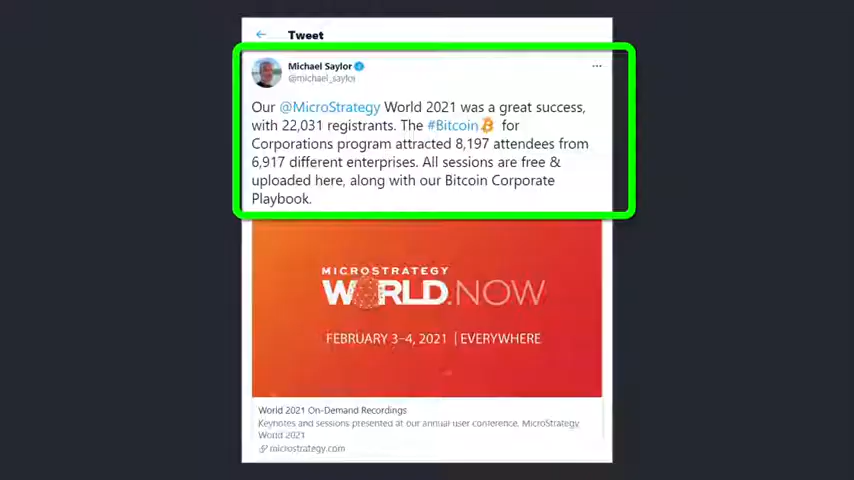 Tweet
Michael Saylor
@michael_saylor
Our @MicroStrategy World 2021 was a great success,
with 22,031 registrants. The #Bitcoin for
Corporations program attracted 8,197 attendees from
6,917 different enterprises. All sessions are free &
uploaded here, along with our Bitcoin Corporate
Playbook.
MICROSTRATEGY
WORLD.NOW
FEBRUARY 3-4, 2021 | EVERYWHERE
World 2021 On-Demand Recordings
Keynotes and sessions presented at our annual user conference, MicroStrategy
World 2021
microstrategy.com